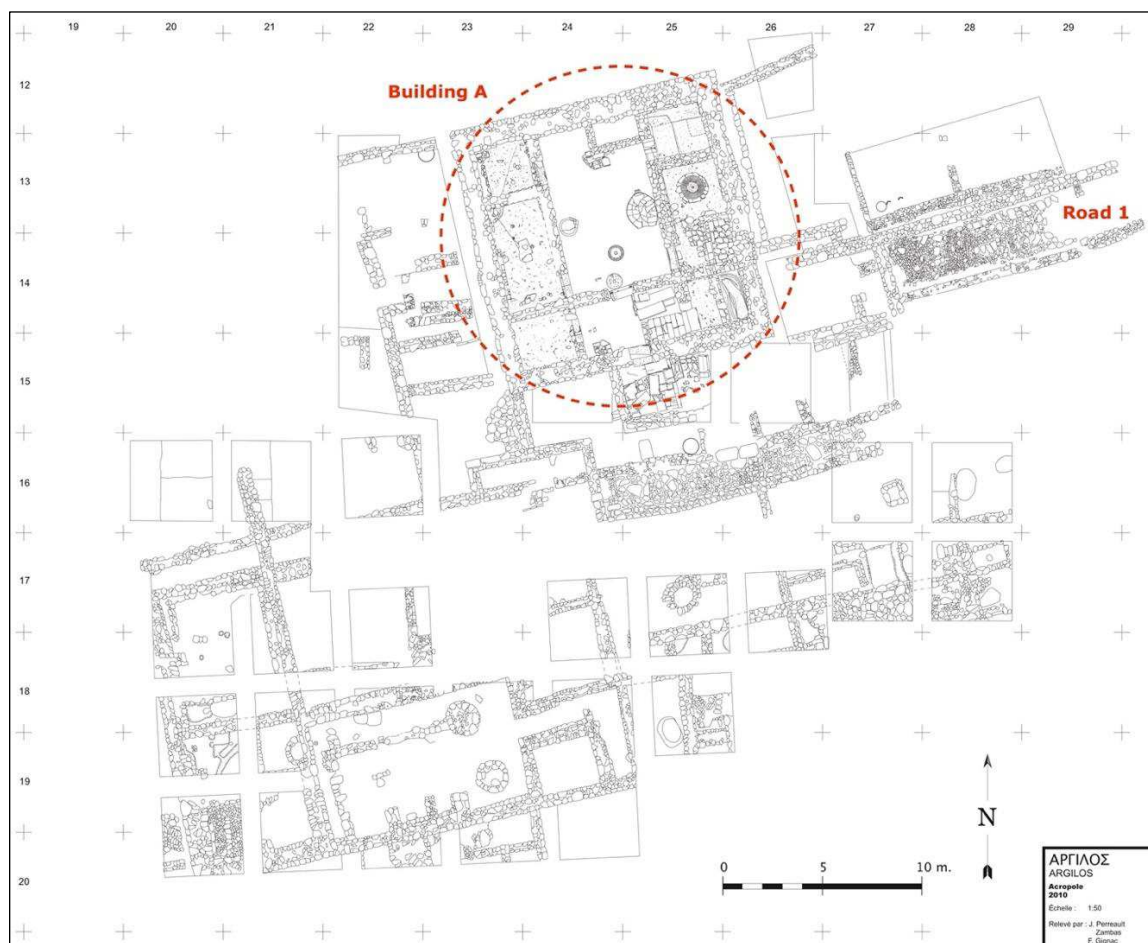 19 20 21 22 23 24 25 26 27 28 29
12
Building A
13
Road 1
14
15
16
17
18
19
N
0 5 10 m.
20
ΑΡΓΙΛΟΣ
ARGILOS
Acropole
2010
Échelle : 1:50
Relevé par : J. Perreault
Zambas
F. Gignac